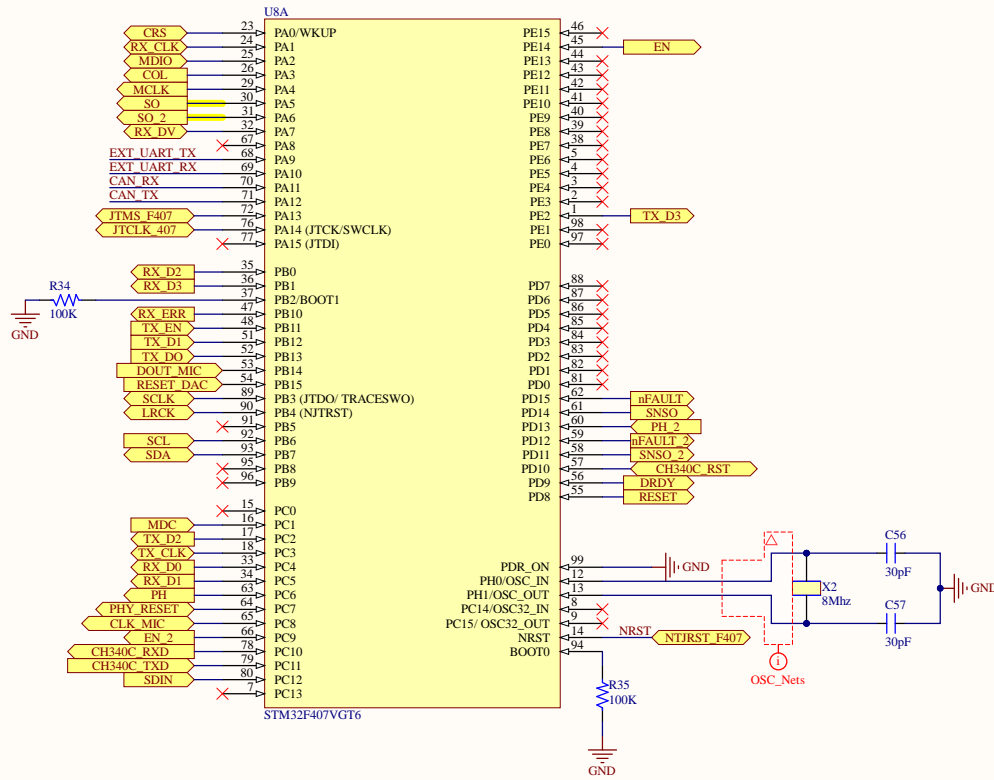 U8A
CRS 23 PA0/WKUP
RX_CLK 24 PA1
MDIO 25 PA2
COL 26 PA3
MCLK 29 PA4
SO 30 PA5
SO_2 31 PA6
RX_DV 32 PA7
67 PA8
EXT_UART_TX 68 PA9
EXT_UART_RX 69 PA10
CAN_RX 70 PA11
CAN_TX 71 PA12
JTMS_F407 72 PA13
JTCLK_407 76 PA14 (JTCK/SWCLK)
77 PA15 (JTDI)
RX_D2 35 PB0
RX_D3 36 PB1
R34
100K
GND
37 PB2/BOOT1
RX_ERR 47 PB10
TX_EN 48 PB11
TX_D1 51 PB12
TX_DO 52 PB13
DOUT_MIC 53 PB14
RESET_DAC 54 PB15
SCLK 89 PB3 (JTDO/ TRACESWO)
LRCK 90 PB4 (NJTRST)
91 PB5
SCL 92 PB6
SDA 93 PB7
95 PB8
96 PB9
15 PC0
MDC 16 PC1
TX_D2 17 PC2
TX_CLK 18 PC3
RX_D0 33 PC4
RX_D1 34 PC5
PH 63 PC6
PHY_RESET 64 PC7
CLK_MIC 65 PC8
EN_2 66 PC9
CH340C_RXD 78 PC10
CH340C_TXD 79 PC11
SDIN 80 PC12
7 PC13
STM32F407VGT6
PE15 46
PE14 45 EN
PE13 44
PE12 43
PE11 42
PE10 41
PE9 40
PE8 39
PE7 38
PE6 5
PE5 4
PE4 3
PE3 2
PE2 1 TX_D3
PE1 98
PE0 97
PD7 88
PD6 87
PD5 86
PD4 85
PD3 84
PD2 83
PD1 82
PD0 81
PD15 62 nFAULT
PD14 61 SNSO
PD13 60 PH_2
PD12 59 nFAULT_2
PD11 58 SNSO_2
PD10 57 CH340C_RST
PD9 56 DRDY
PD8 55 RESET
PDR_ON 99 GND
PH0/OSC_IN 12
PH1/OSC_OUT 13
PC14/OSC32_IN 8
PC15/ OSC32_OUT 9
NRST 14 NRST NTJRST_F407
BOOT0 94
R35
100K
GND
C56
30pF
X2
8Mhz
GND
C57
30pF
i
OSC_Nets